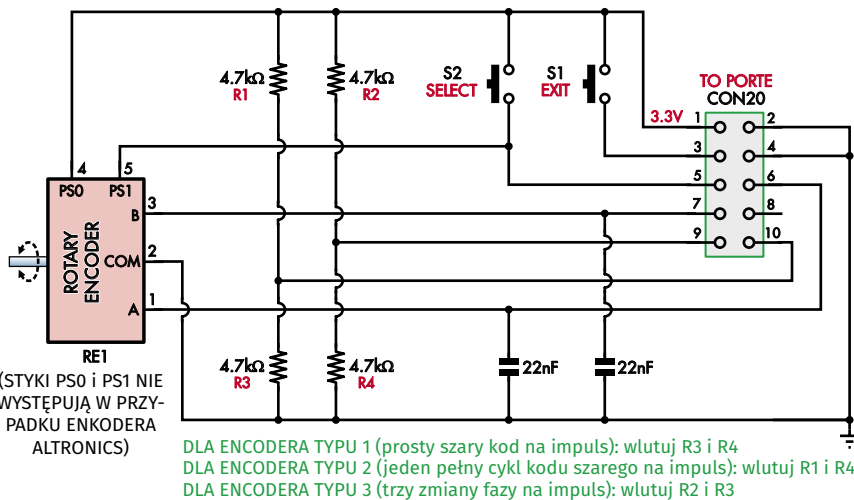 4.7kΩ
R1
4.7kΩ
R2
S2
SELECT
S1
EXIT
TO PORTE
CON20
3.3V
1
2
3
4
5
6
7
8
9
10
4
5
PS0
PS1
3
B
2
COM
1
A
ROTARY
ENCODER
RE1
(STYKI PS0 i PS1 NIE
WYSTĘPUJĄ W PRZY-
PADKU ENKODERA
ALTRONICS)
4.7kΩ
R3
4.7kΩ
R4
22nF
22nF
DLA ENCODERA TYPU 1 (prosty szary kod na impuls): wlutuj R3 i R4
DLA ENCODERA TYPU 2 (jeden pełny cykl kodu szarego na impuls): wlutuj R1 i R4
DLA ENCODERA TYPU 3 (trzy zmiany fazy na impuls): wlutuj R2 i R3